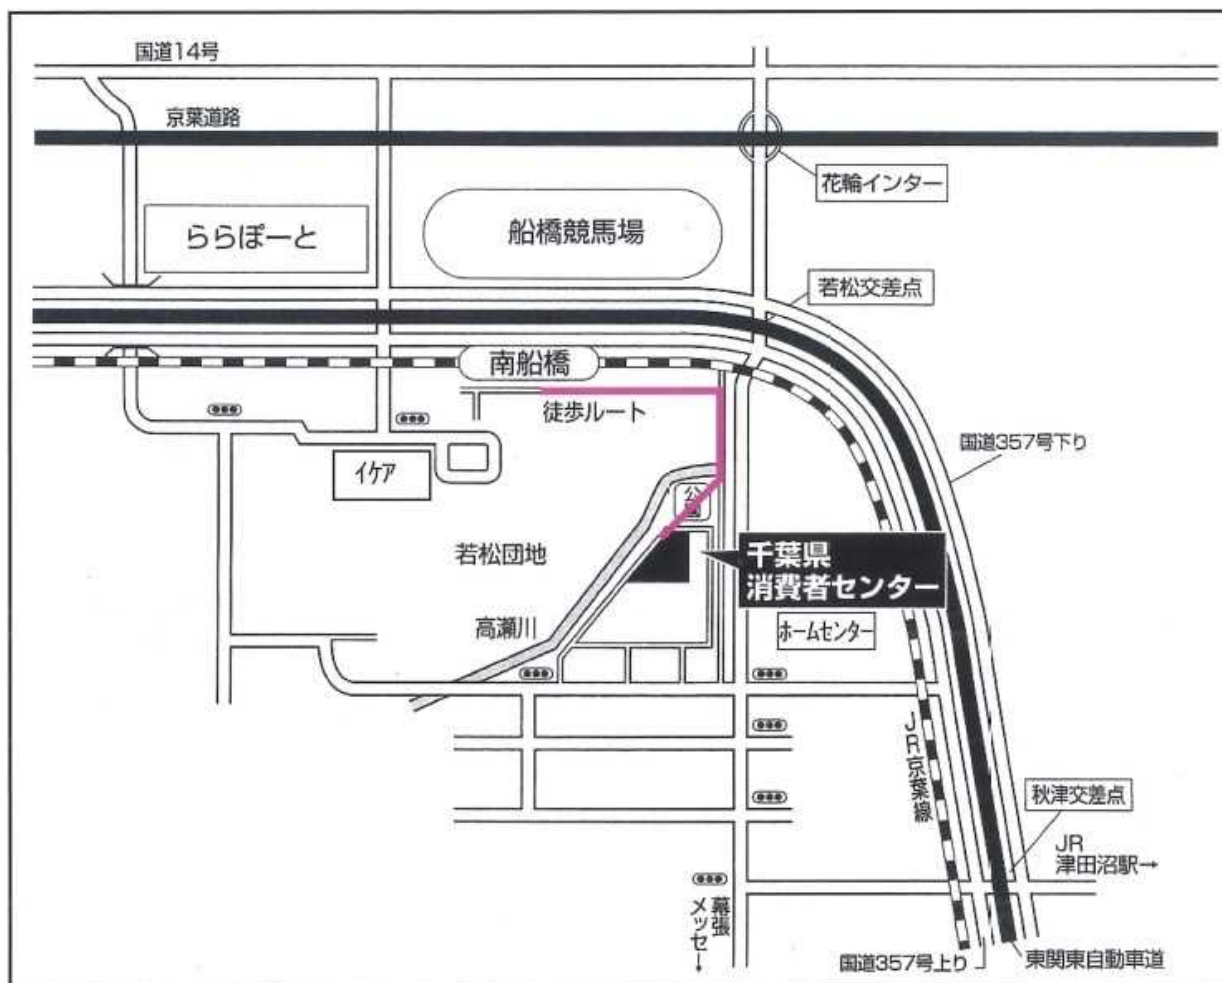 国道14号
京葉道路
花輪インター
ららぽーと
船橋競馬場
若松交差点
南船橋
徒歩ルート
国道357号下り
イケア
公園
千葉県
消費者センター
若松団地
高瀬川
ホームセンター
JR京葉線
秋津交差点
JR
津田沼駅→
幕張
メッセ→
国道357号上り
東関東自動車道